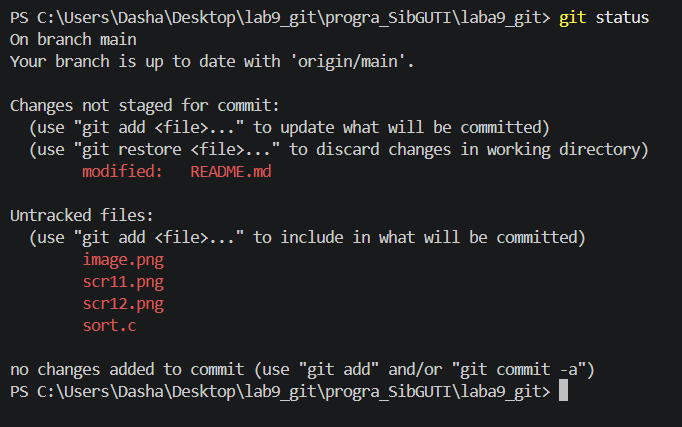 PS C:\Users\Dasha\Desktop\lab9_git\progra_SibGUTI\laba9_git> git status
On branch main
Your branch is up to date with 'origin/main'.
Changes not staged for commit:
(use "git add <file>..." to update what will be committed)
(use "git restore <file>..." to discard changes in working directory)
modified: README.md
Untracked files:
(use "git add <file>..." to include in what will be committed)
image.png
scr11.png
scr12.png
sort.c
no changes added to commit (use "git add" and/or "git commit -a")
PS C:\Users\Dasha\Desktop\lab9_git\progra_SibGUTI\laba9_git>